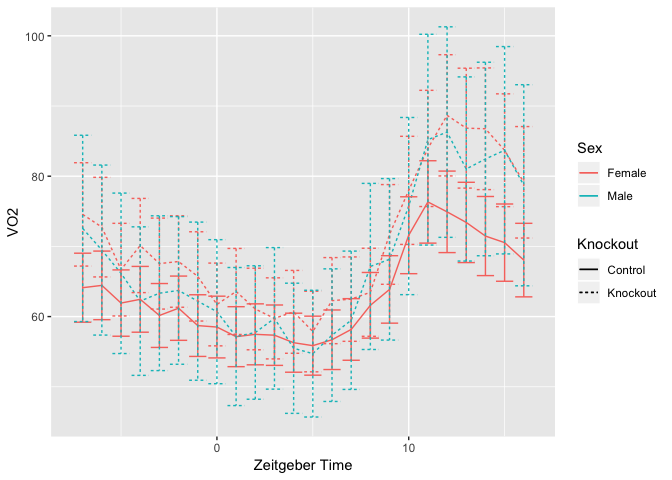 100
80
60
VO2
0
10
Zeitgeber Time
Sex
Female
Male
Knockout
Control
Knockout